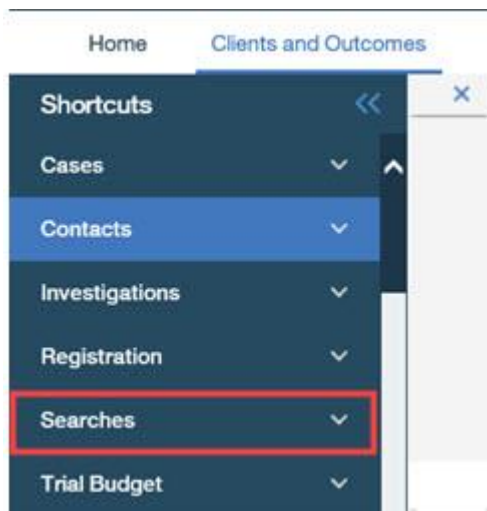 Home Clients and Outcomes
Shortcuts
Cases
Contacts
Investigations
Registration
Searches
Trial Budget